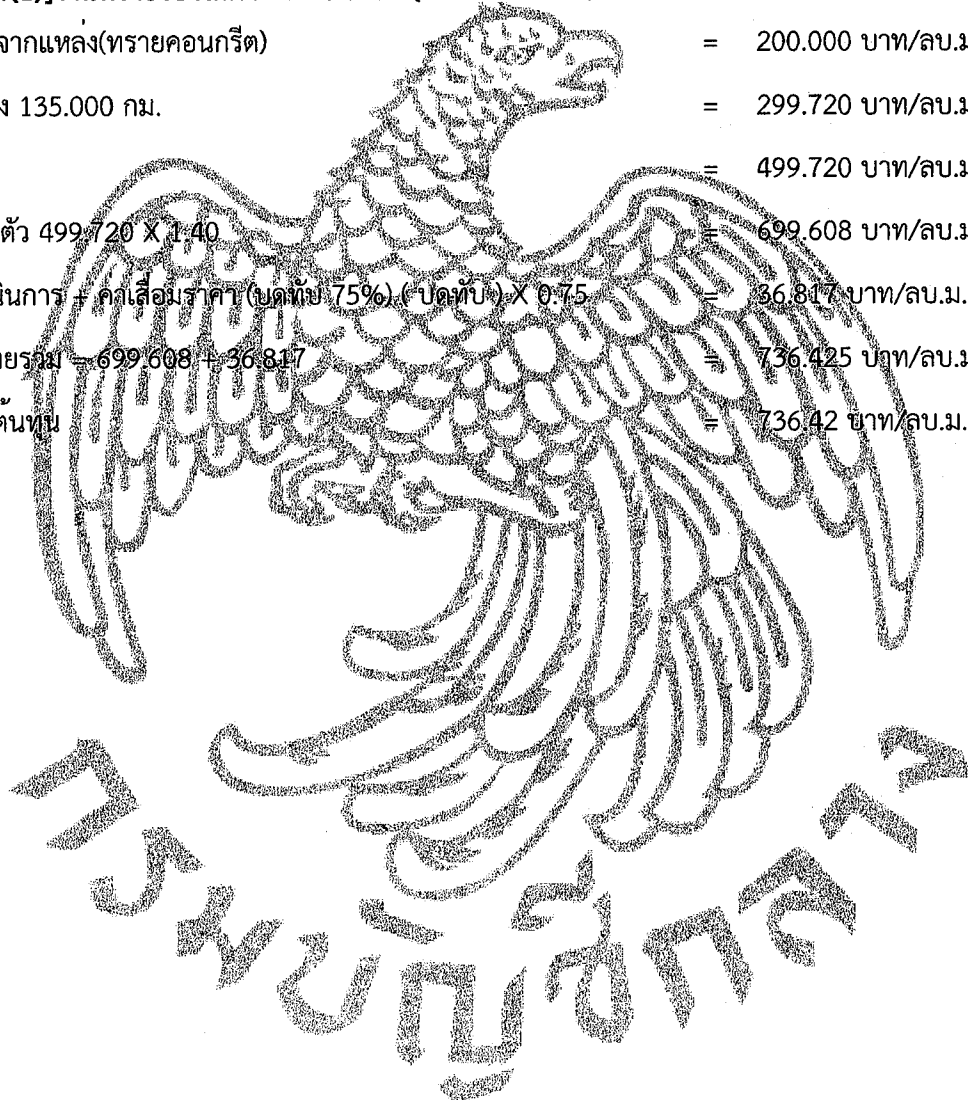 จากแหล่ง(ทรายคอนกรีต) = 200.000 บาท/ลบ.ม
ง 135.000 กม. = 299.720 บาท/ลบ.ม
= 499.720 บาท/ลบ.ม
ตัว 499.720 X 1.40 = 699.608 บาท/ลบ.ม
นินการ + ค่าเสื่อมราคา (บดทับ 75%) ( บดทับ ) X 0.75 = 36.817 บาท/ลบ.ม.
ายรวม = 699.608 + 36.817 = 736.425 บาท/ลบ.ม
ต้นทุน = 736.42 บาท/ลบ.ม.
กรมบัญชีกลาง